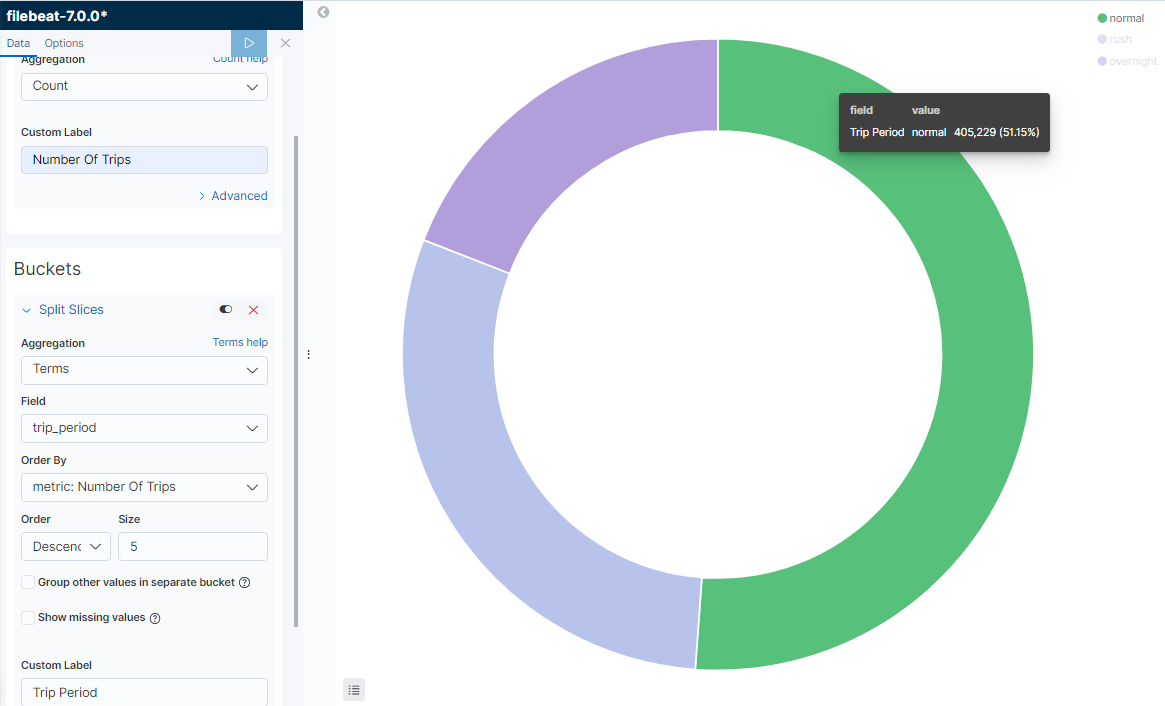 filebeat-7.0.0*
Data Options
Aggregation Count help
Count
Custom Label
Number Of Trips
Advanced
Buckets
Split Slices
Aggregation Terms help
Terms
Field
trip_period
Order By
metric: Number Of Trips
Order Size
Descenc 5
Group other values in separate bucket
Show missing values
Custom Label
Trip Period
field value
Trip Period normal 405,229 (51.15%)
normal
rush
overnight